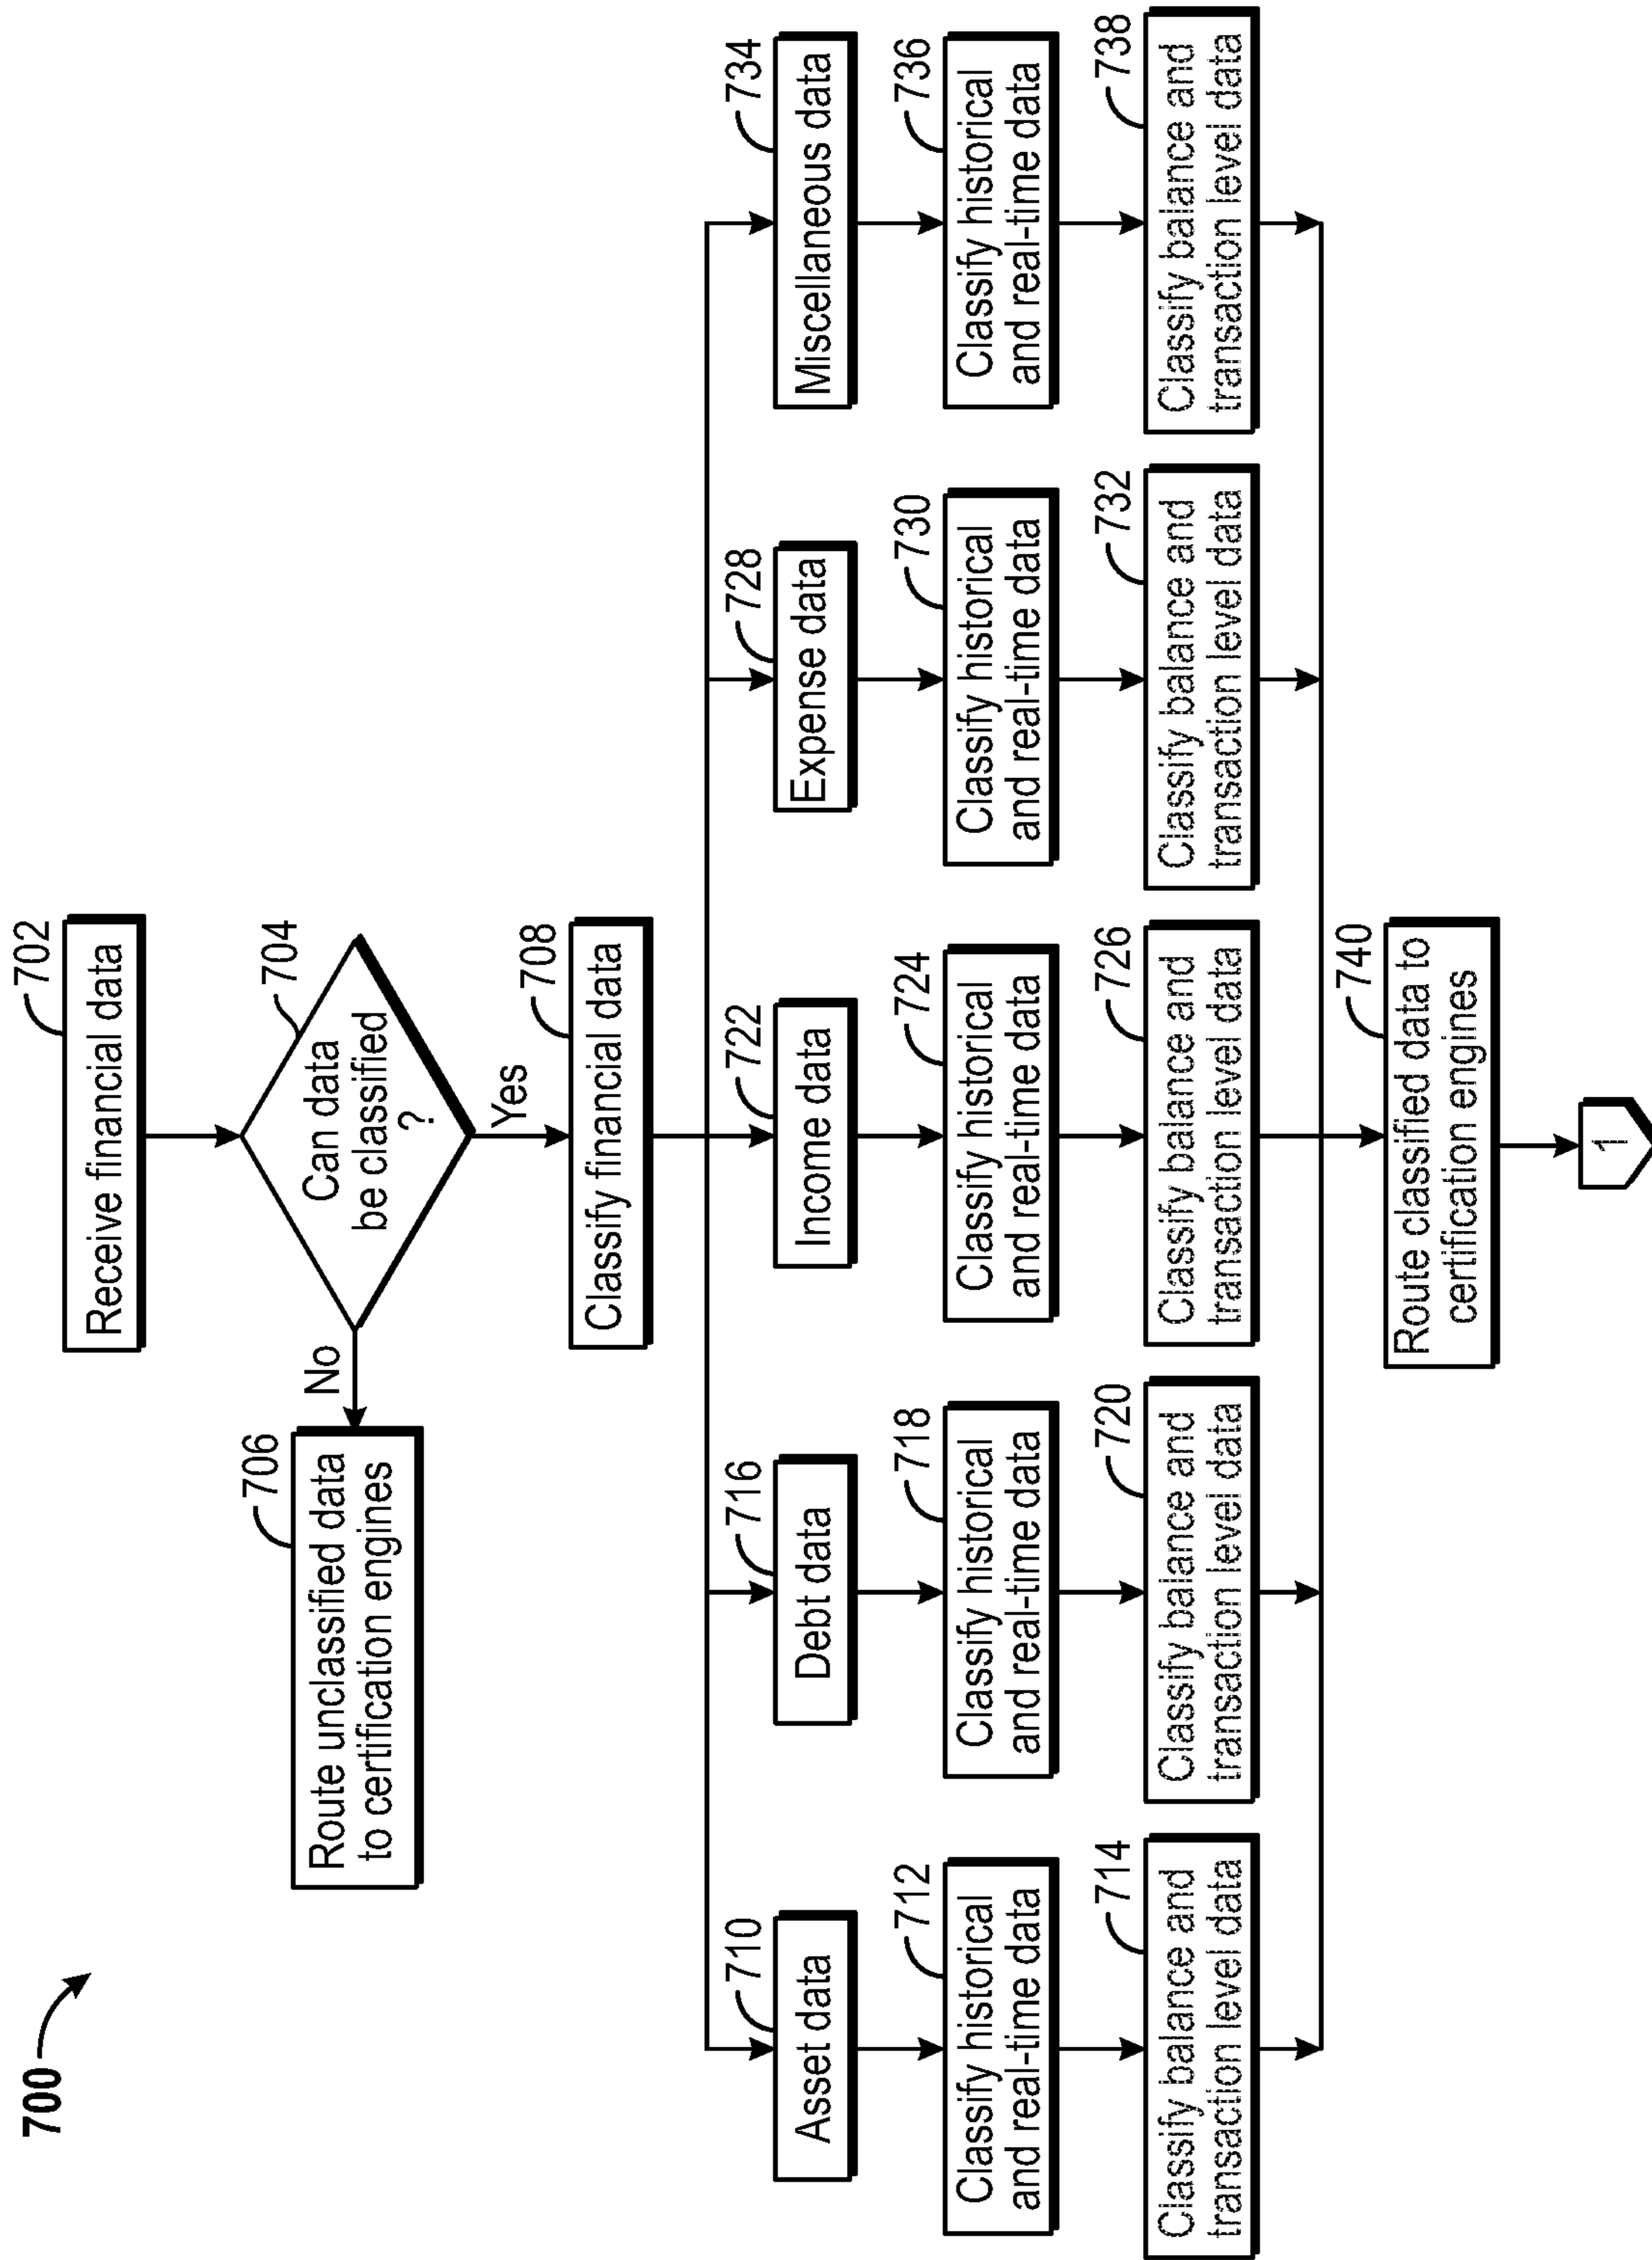 700
702
Receive financial data
704
Can data
be classified
?
No
Yes
706
Route unclassified data
to certification engines
708
Classify financial data
710
Asset data
716
Debt data
722
Income data
728
Expense data
734
Miscellaneous data
712
Classify historical
and real-time data
718
Classify historical
and real-time data
724
Classify historical
and real-time data
730
Classify historical
and real-time data
736
Classify historical
and real-time data
714
Classify balance and
transaction level data
720
Classify balance and
transaction level data
726
Classify balance and
transaction level data
732
Classify balance and
transaction level data
738
Classify balance and
transaction level data
740
Route classified data to
certification engines
1